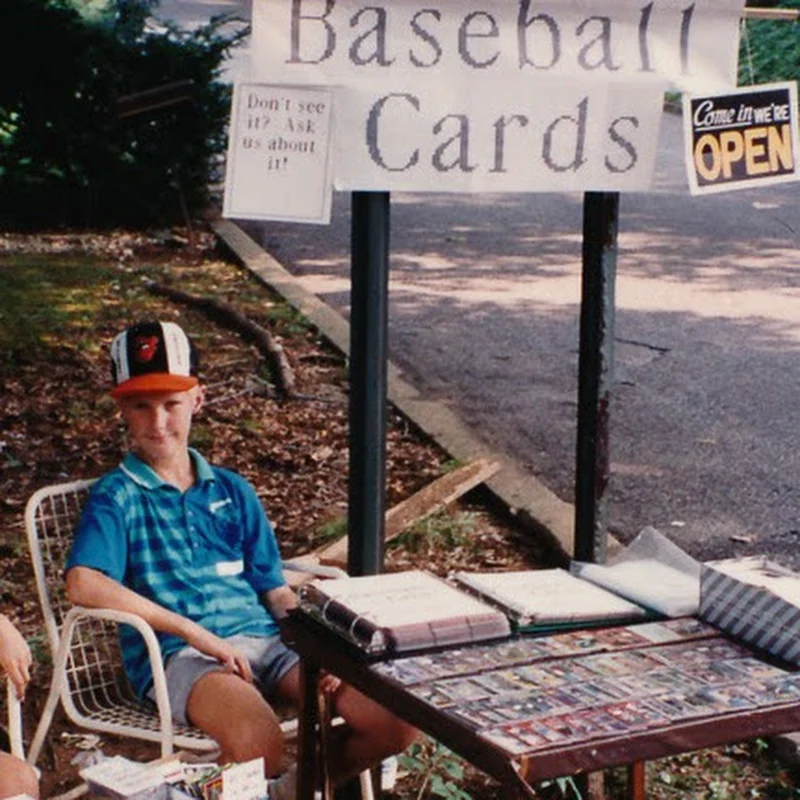 Baseball
Cards
Don't see
it? Ask
us about
it!
Come in WE'RE
OPEN